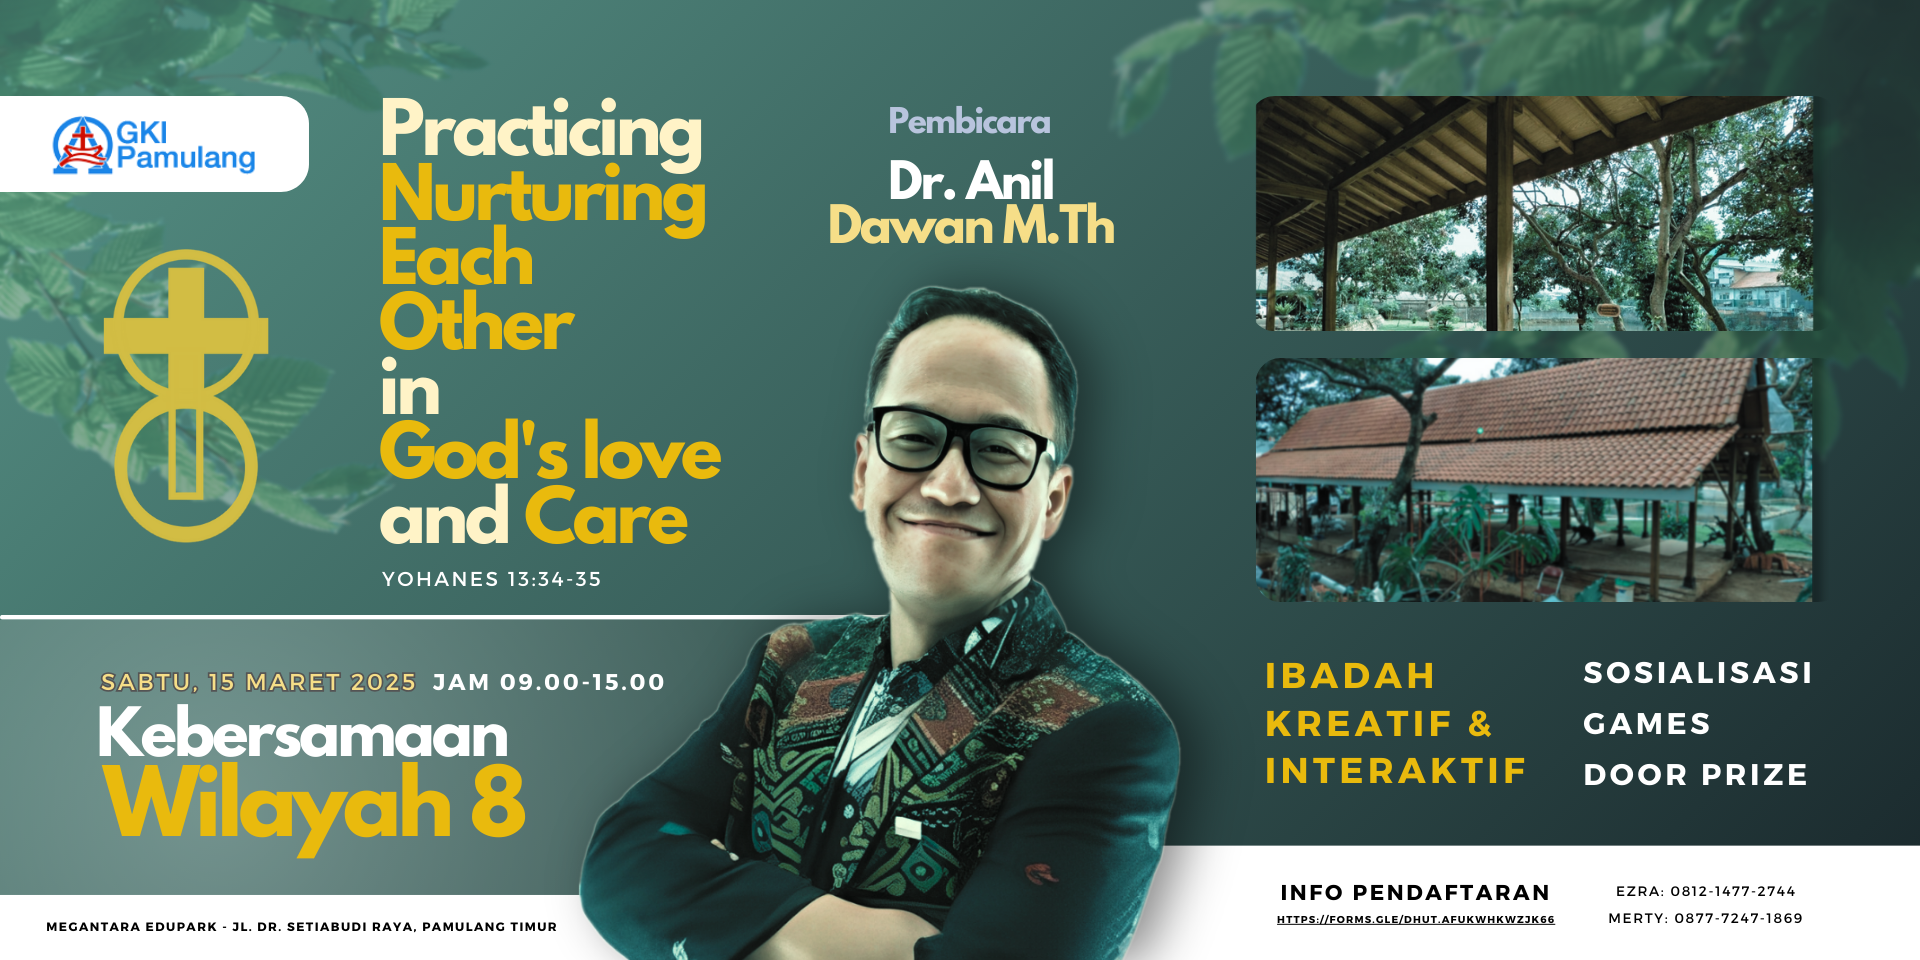 GKI
Pamulang
Practicing
Nurturing
Each
Other
in
God's love
and Care
YOHANES 13:34-35
Pembicara
Dr. Anil
Dawan M.Th
SABTU, 15 MARET 2025 JAM 09.00-15.00
Kebersamaan
Wilayah 8
MEGANTARA EDUPARK - JL. DR. SETIABUDI RAYA, PAMULANG TIMUR
IBADAH
KREATIF &
INTERAKTIF
SOSIALISASI
GAMES
DOOR PRIZE
INFO PENDAFTARAN
HTTPS://FORMS.GLE/DHUT.AFUKWHKWZJK66
EZRA: 0812-1477-2744
MERTY: 0877-7247-1869